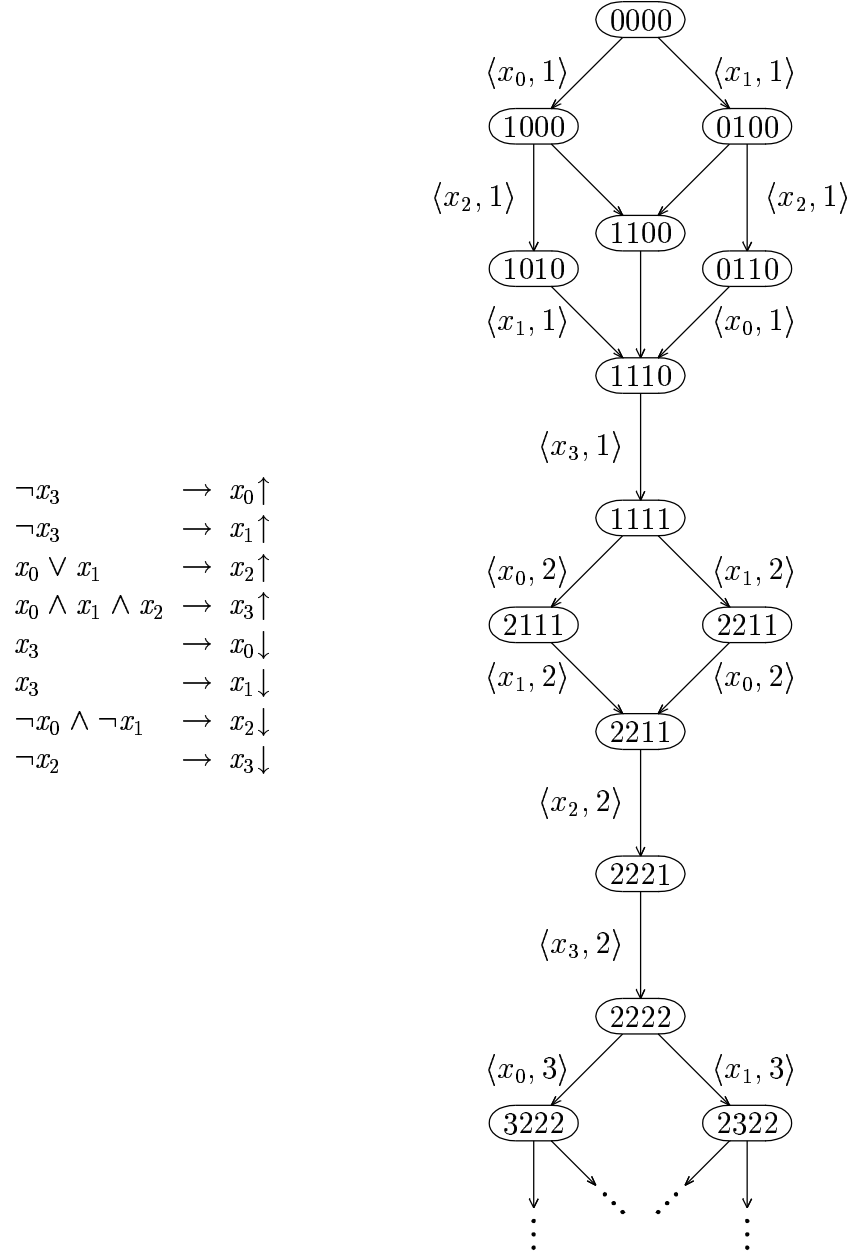 0000
⟨x₀, 1⟩ ⟨x₁, 1⟩
1000 0100
⟨x₂, 1⟩ ⟨x₂, 1⟩
1100
1010 0110
⟨x₁, 1⟩ ⟨x₀, 1⟩
1110
⟨x₃, 1⟩
¬x₃ → x₀↑
¬x₃ → x₁↑
x₀ ∨ x₁ → x₂↑
x₀ ∧ x₁ ∧ x₂ → x₃↑
x₃ → x₀↓
x₃ → x₁↓
¬x₀ ∧ ¬x₁ → x₂↓
¬x₂ → x₃↓
1111
⟨x₀, 2⟩ ⟨x₁, 2⟩
2111 2211
⟨x₁, 2⟩ ⟨x₀, 2⟩
2211
⟨x₂, 2⟩
2221
⟨x₃, 2⟩
2222
⟨x₀, 3⟩ ⟨x₁, 3⟩
3222 2322